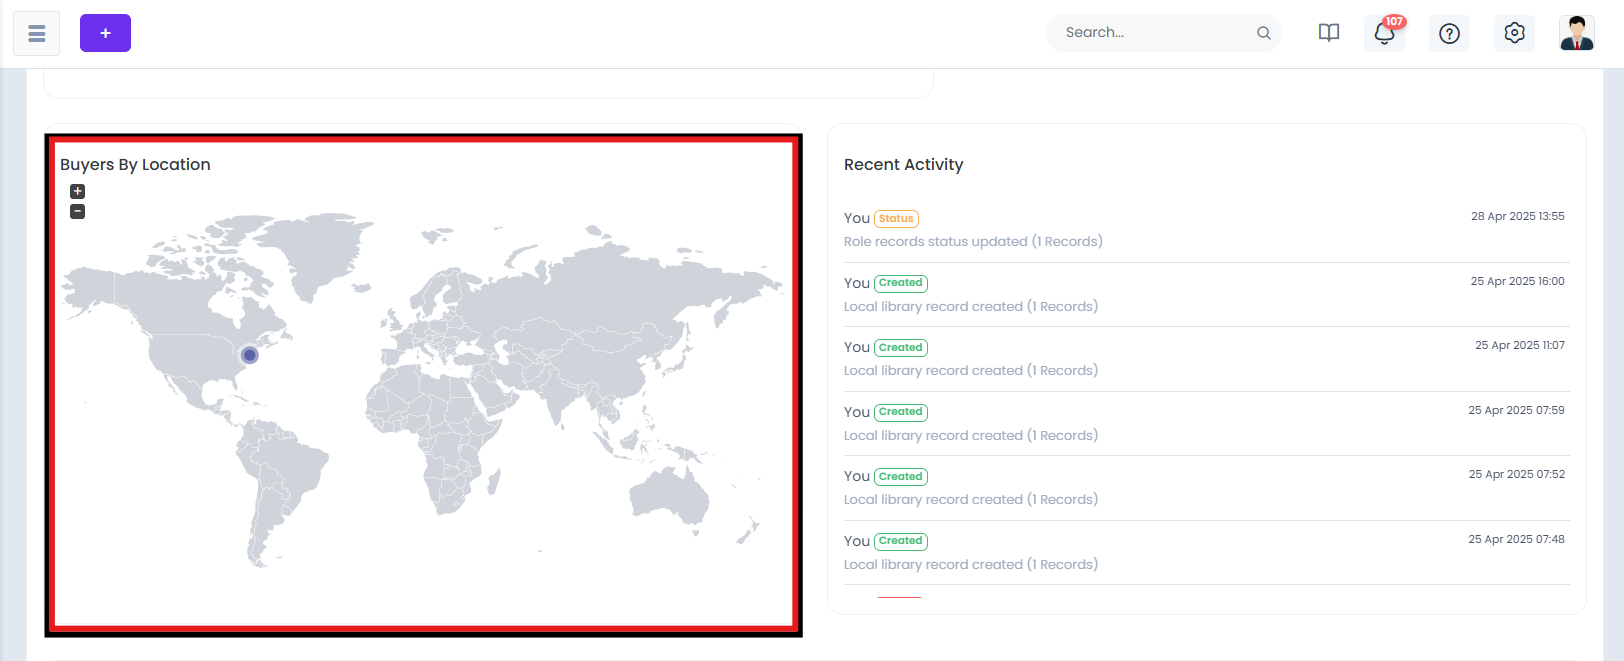 +
Search...
107
Buyers By Location
+
−
Recent Activity
You Status
28 Apr 2025 13:55
Role records status updated (1 Records)
You Created
25 Apr 2025 16:00
Local library record created (1 Records)
You Created
25 Apr 2025 11:07
Local library record created (1 Records)
You Created
25 Apr 2025 07:59
Local library record created (1 Records)
You Created
25 Apr 2025 07:52
Local library record created (1 Records)
You Created
25 Apr 2025 07:48
Local library record created (1 Records)